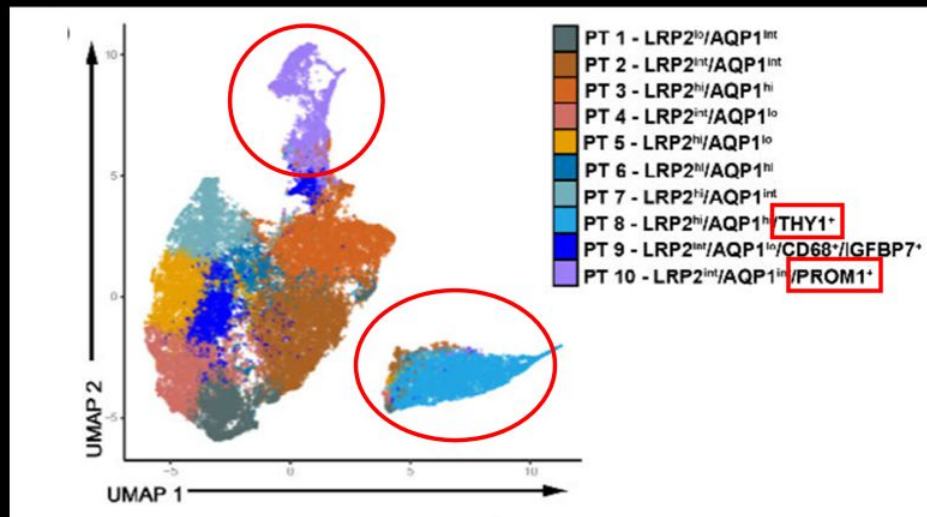 PT 1 - LRP2ˡᵒ/AQP1ⁱⁿᵗ
PT 2 - LRP2ⁱⁿᵗ/AQP1ⁱⁿᵗ
PT 3 - LRP2ʰⁱ/AQP1ʰⁱ
PT 4 - LRP2ⁱⁿᵗ/AQP1ˡᵒ
PT 5 - LRP2ʰⁱ/AQP1ˡᵒ
PT 6 - LRP2ʰⁱ/AQP1ʰⁱ
PT 7 - LRP2ʰⁱ/AQP1ⁱⁿᵗ
PT 8 - LRP2ʰⁱ/AQP1ʰ/THY1⁺
PT 9 - LRP2ⁱⁿᵗ/AQP1ˡᵒ/CD68⁺/IGFBP7⁺
PT 10 - LRP2ⁱⁿᵗ/AQP1ⁱⁿ/PROM1⁺
10
5
0
-5
UMAP 2
-5 0 5 10
UMAP 1